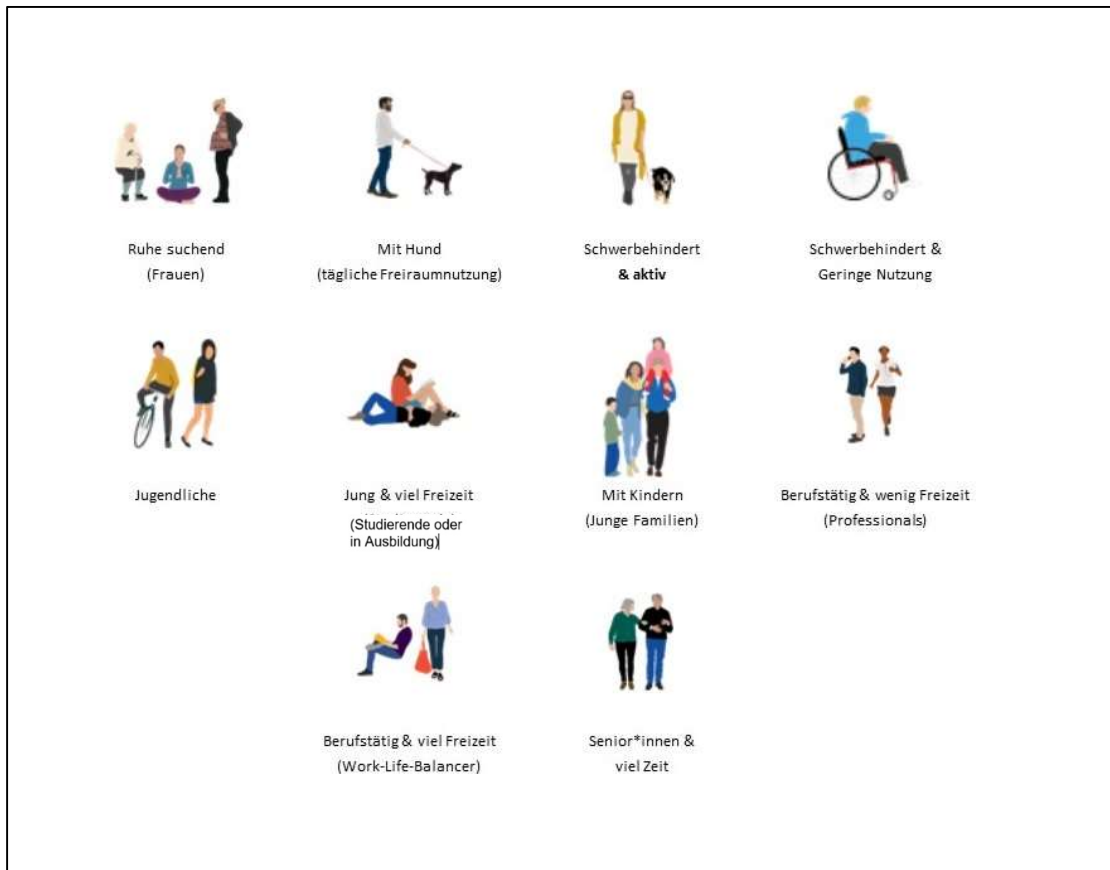 Ruhe suchend
(Frauen)
Mit Hund
(tägliche Freiraumnutzung)
Schwerbehindert
& aktiv
Schwerbehindert &
Geringe Nutzung
Jugendliche
Jung & viel Freizeit
(Studierende oder
in Ausbildung)
Mit Kindern
(Junge Familien)
Berufstätig & wenig Freizeit
(Professionals)
Berufstätig & viel Freizeit
(Work-Life-Balancer)
Senior*innen &
viel Zeit